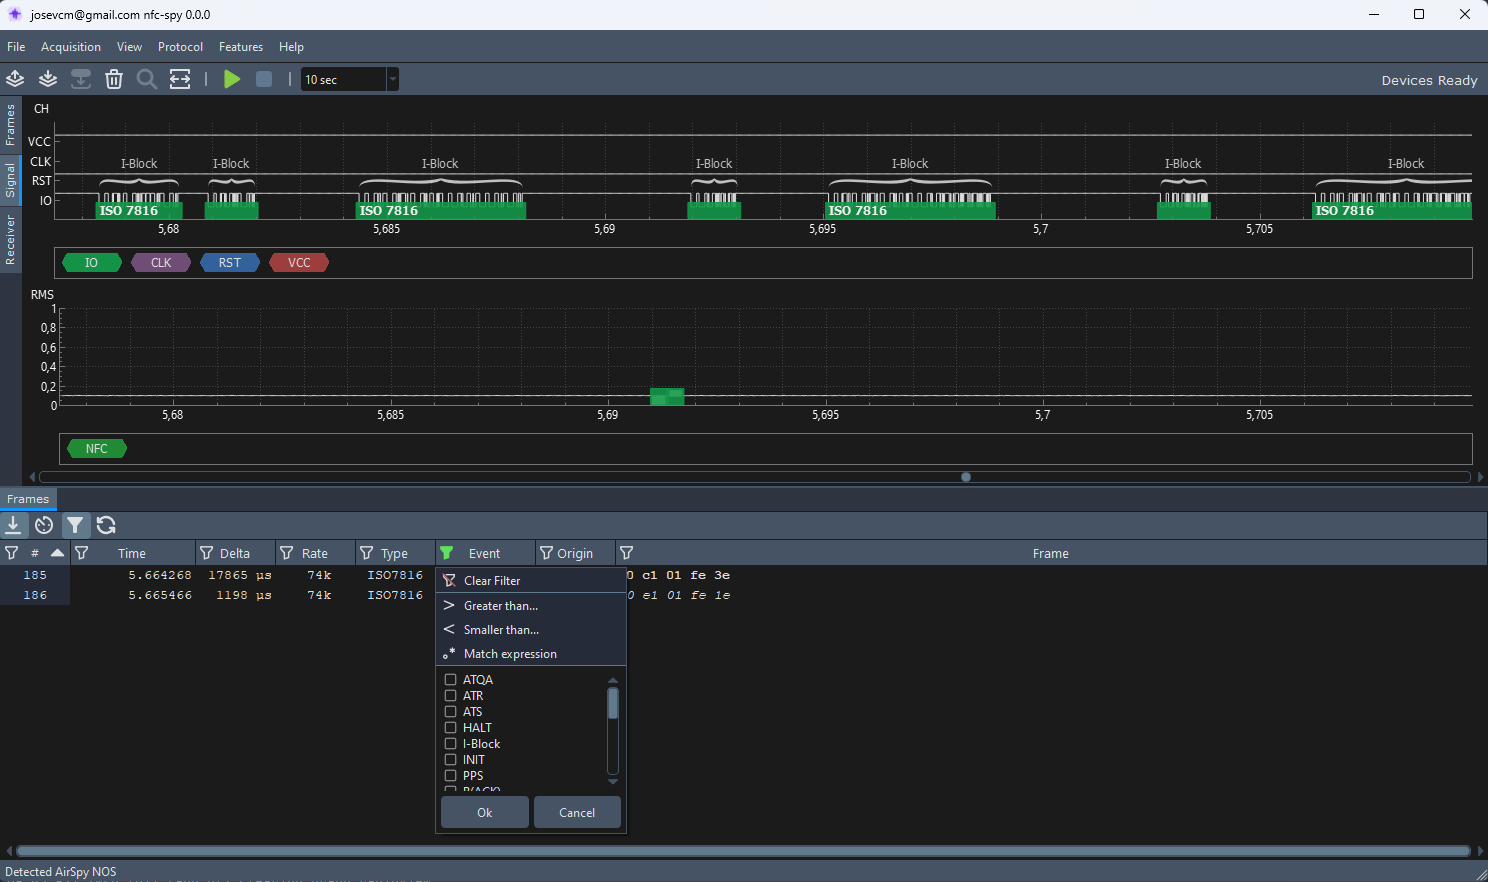 josevcm@gmail.com nfc-spy 0.0.0
File Acquisition View Protocol Features Help
10 sec
Devices Ready
Frames
Signal
Receiver
CH
VCC
CLK
RST
IO
I-Block I-Block I-Block I-Block I-Block I-Block I-Block
ISO 7816 ISO 7816 ISO 7816 ISO 7816
5,68 5,685 5,69 5,695 5,7 5,705
IO CLK RST VCC
RMS
1
0,8
0,6
0,4
0,2
0
5,68 5,685 5,69 5,695 5,7 5,705
NFC
Frames
# Time Delta Rate Type Event Origin Frame
185 5.664268 17865 µs 74k ISO7816 0 c1 01 fe 3e
186 5.665466 1198 µs 74k ISO7816 0 e1 01 fe 1e
Clear Filter
> Greater than...
< Smaller than...
.* Match expression
ATQA
ATR
ATS
HALT
I-Block
INIT
PPS
R(ACK)
Ok Cancel
Detected AirSpy NOS